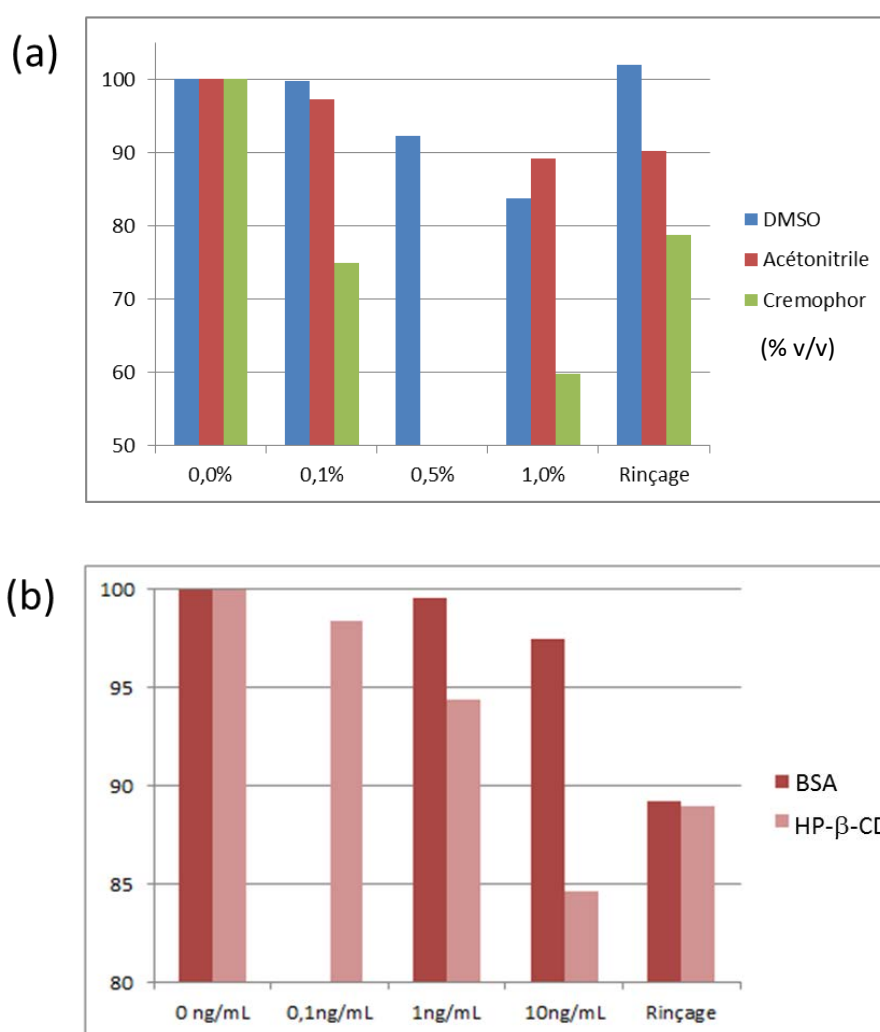 (a)
100
90
80
70
60
50
0,0% 0,1% 0,5% 1,0% Rinçage
DMSO
Acétonitrile
Cremophor
(% v/v)
(b)
100
95
90
85
80
0 ng/mL 0,1ng/mL 1ng/mL 10ng/mL Rinçage
BSA
HP-β-CD